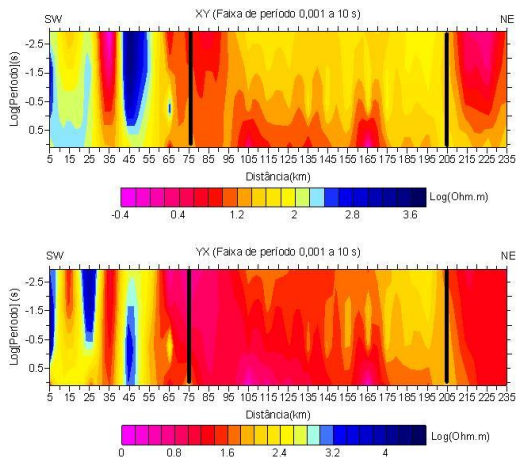 XY (Faixa de período 0,001 a 10 s)
SW NE
Log[Período](s)
-2.5
-1.5
-0.5
0.5
5 15 25 35 45 55 65 75 85 95 105 115 125 135 145 155 165 175 185 195 205 215 225 235
Distância(km)
Log(Ohm.m)
-0.4 0.4 1.2 2 2.8 3.6
YX (Faixa de período 0,001 a 10 s)
SW NE
Log[Período](s)
-2.5
-1.5
-0.5
0.5
5 15 25 35 45 55 65 75 85 95 105 115 125 135 145 155 165 175 185 195 205 215 225 235
Distância(km)
Log(Ohm.m)
0 0.8 1.6 2.4 3.2 4